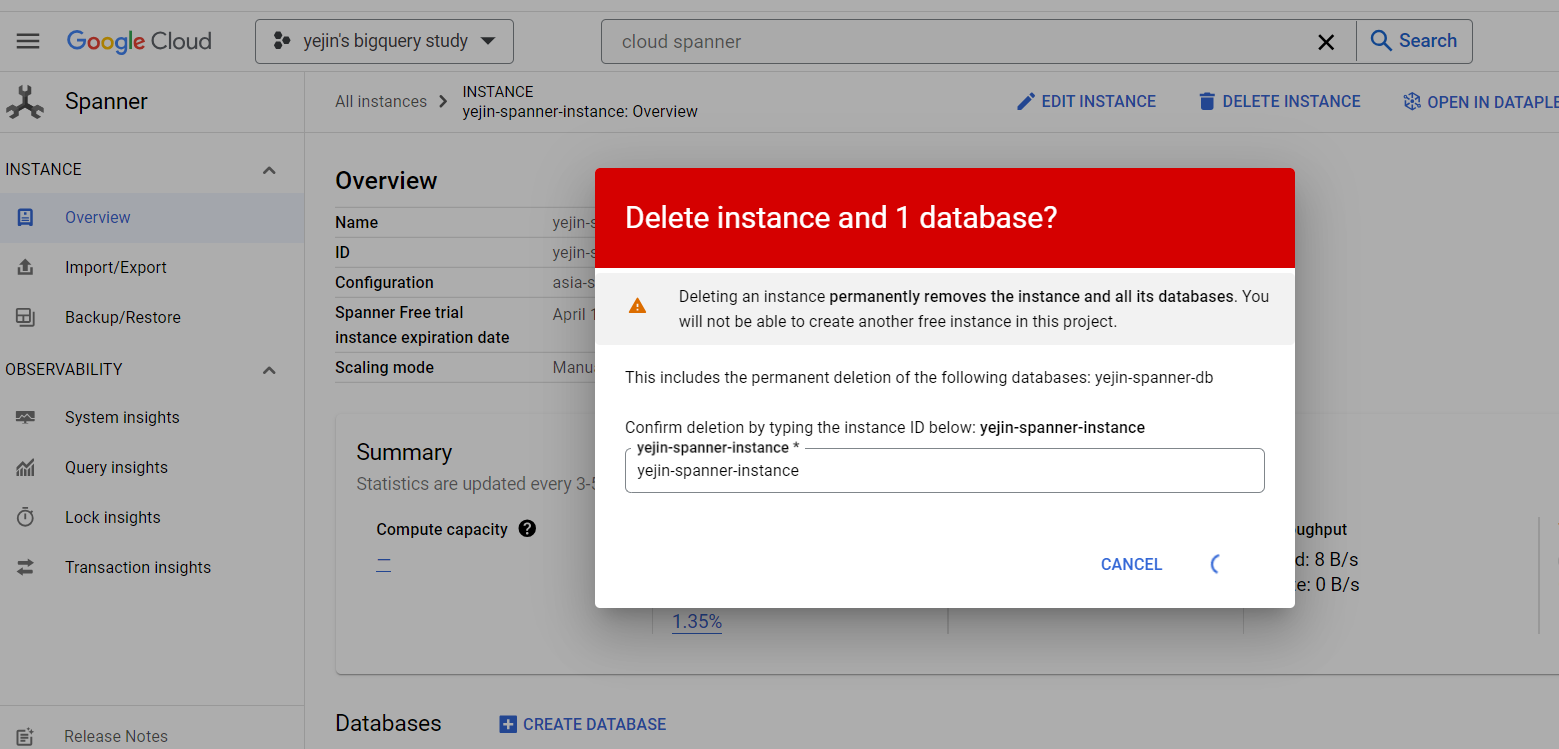 Google Cloud
yejin's bigquery study
cloud spanner
Search
Spanner
All instances
INSTANCE
yejin-spanner-instance: Overview
EDIT INSTANCE
DELETE INSTANCE
OPEN IN DATAPLE
INSTANCE
Overview
Import/Export
Backup/Restore
OBSERVABILITY
System insights
Query insights
Lock insights
Transaction insights
Release Notes
Overview
Name
yejin-s
ID
yejin-s
Configuration
asia-s
Spanner Free trial
instance expiration date
April 1
Scaling mode
Manu
Summary
Statistics are updated every 3-5
Compute capacity ?
—
1.35%
ughput
d: 8 B/s
e: 0 B/s
Databases
CREATE DATABASE
Delete instance and 1 database?
Deleting an instance permanently removes the instance and all its databases. You
will not be able to create another free instance in this project.
This includes the permanent deletion of the following databases: yejin-spanner-db
Confirm deletion by typing the instance ID below: yejin-spanner-instance
yejin-spanner-instance *
yejin-spanner-instance
CANCEL